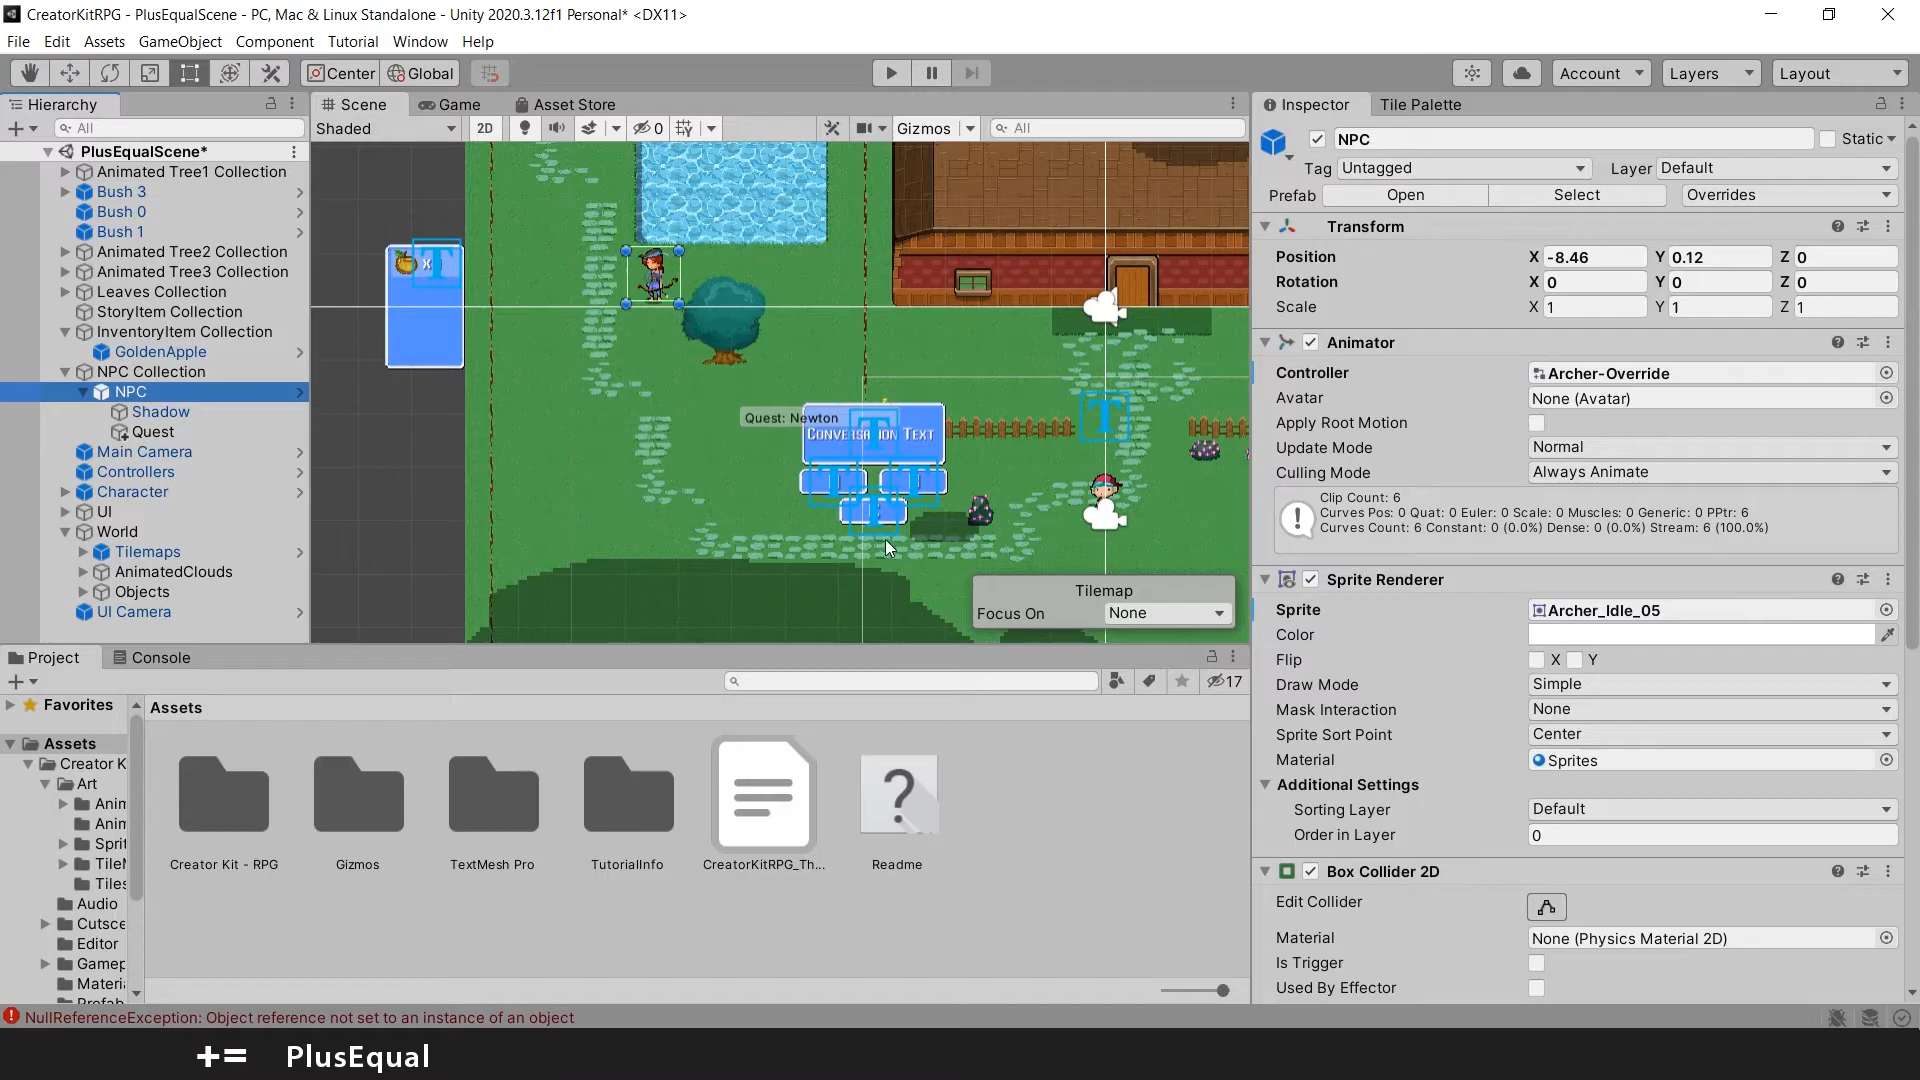 CreatorKitRPG - PlusEqualScene - PC, Mac & Linux Standalone - Unity 2020.3.12f1 Personal* <DX11>
File Edit Assets GameObject Component Tutorial Window Help
Center Global Account Layers Layout
Hierarchy
All
PlusEqualScene*
Animated Tree1 Collection
Bush 3
Bush 0
Bush 1
Animated Tree2 Collection
Animated Tree3 Collection
Leaves Collection
StoryItem Collection
InventoryItem Collection
GoldenApple
NPC Collection
NPC
Shadow
Quest
Main Camera
Controllers
Character
UI
World
Tilemaps
AnimatedClouds
Objects
UI Camera
Scene Game Asset Store
Shaded 2D 0 Gizmos All
X
Quest: Newton
Conversation Text
Tilemap
Focus On None
Inspector Tile Palette
NPC Static
Tag Untagged Layer Default
Prefab Open Select Overrides
Transform
Position X -8.46 Y 0.12 Z 0
Rotation X 0 Y 0 Z 0
Scale X 1 Y 1 Z 1
Animator
Controller Archer-Override
Avatar None (Avatar)
Apply Root Motion
Update Mode Normal
Culling Mode Always Animate
Clip Count: 6
Curves Pos: 0 Quat: 0 Euler: 0 Scale: 0 Muscles: 0 Generic: 0 PPtr: 6
Curves Count: 6 Constant: 0 (0.0%) Dense: 0 (0.0%) Stream: 6 (100.0%)
Sprite Renderer
Sprite Archer_Idle_05
Color
Flip X Y
Draw Mode Simple
Mask Interaction None
Sprite Sort Point Center
Material Sprites
Additional Settings
Sorting Layer Default
Order in Layer 0
Box Collider 2D
Edit Collider
Material None (Physics Material 2D)
Is Trigger
Used By Effector
Project Console
17
Favorites
Assets
Creator K
Art
Anim
Anim
Sprit
TileM
Tiles
Audio
Cutsce
Editor
Gamep
Materia
Prefab
Assets
Creator Kit - RPG Gizmos TextMesh Pro TutorialInfo CreatorKitRPG_Th... Readme
NullReferenceException: Object reference not set to an instance of an object
+= PlusEqual